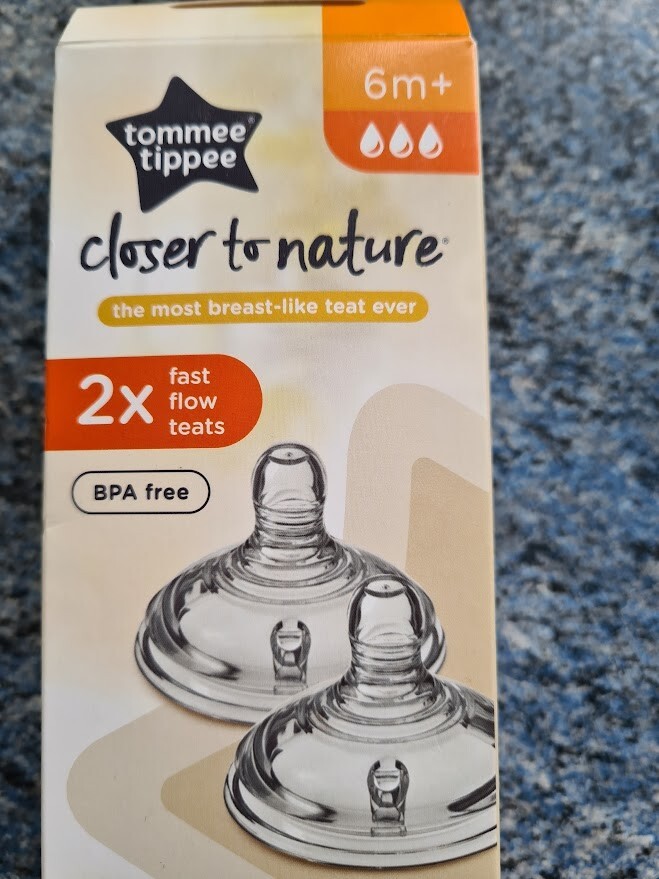 6m+
tommee®
tippee
closer to nature®
the most breast-like teat ever
2x
fast
flow
teats
BPA free